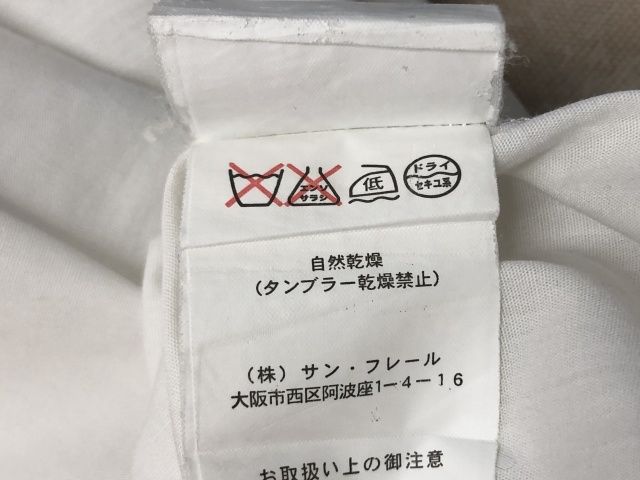 エンソ
サラシ
低
ドライ
セキユ系
自然乾燥
(タンブラー乾燥禁止)
(株) サン・フレール
大阪市西区阿波座1-4-16
お取扱い上の御注意